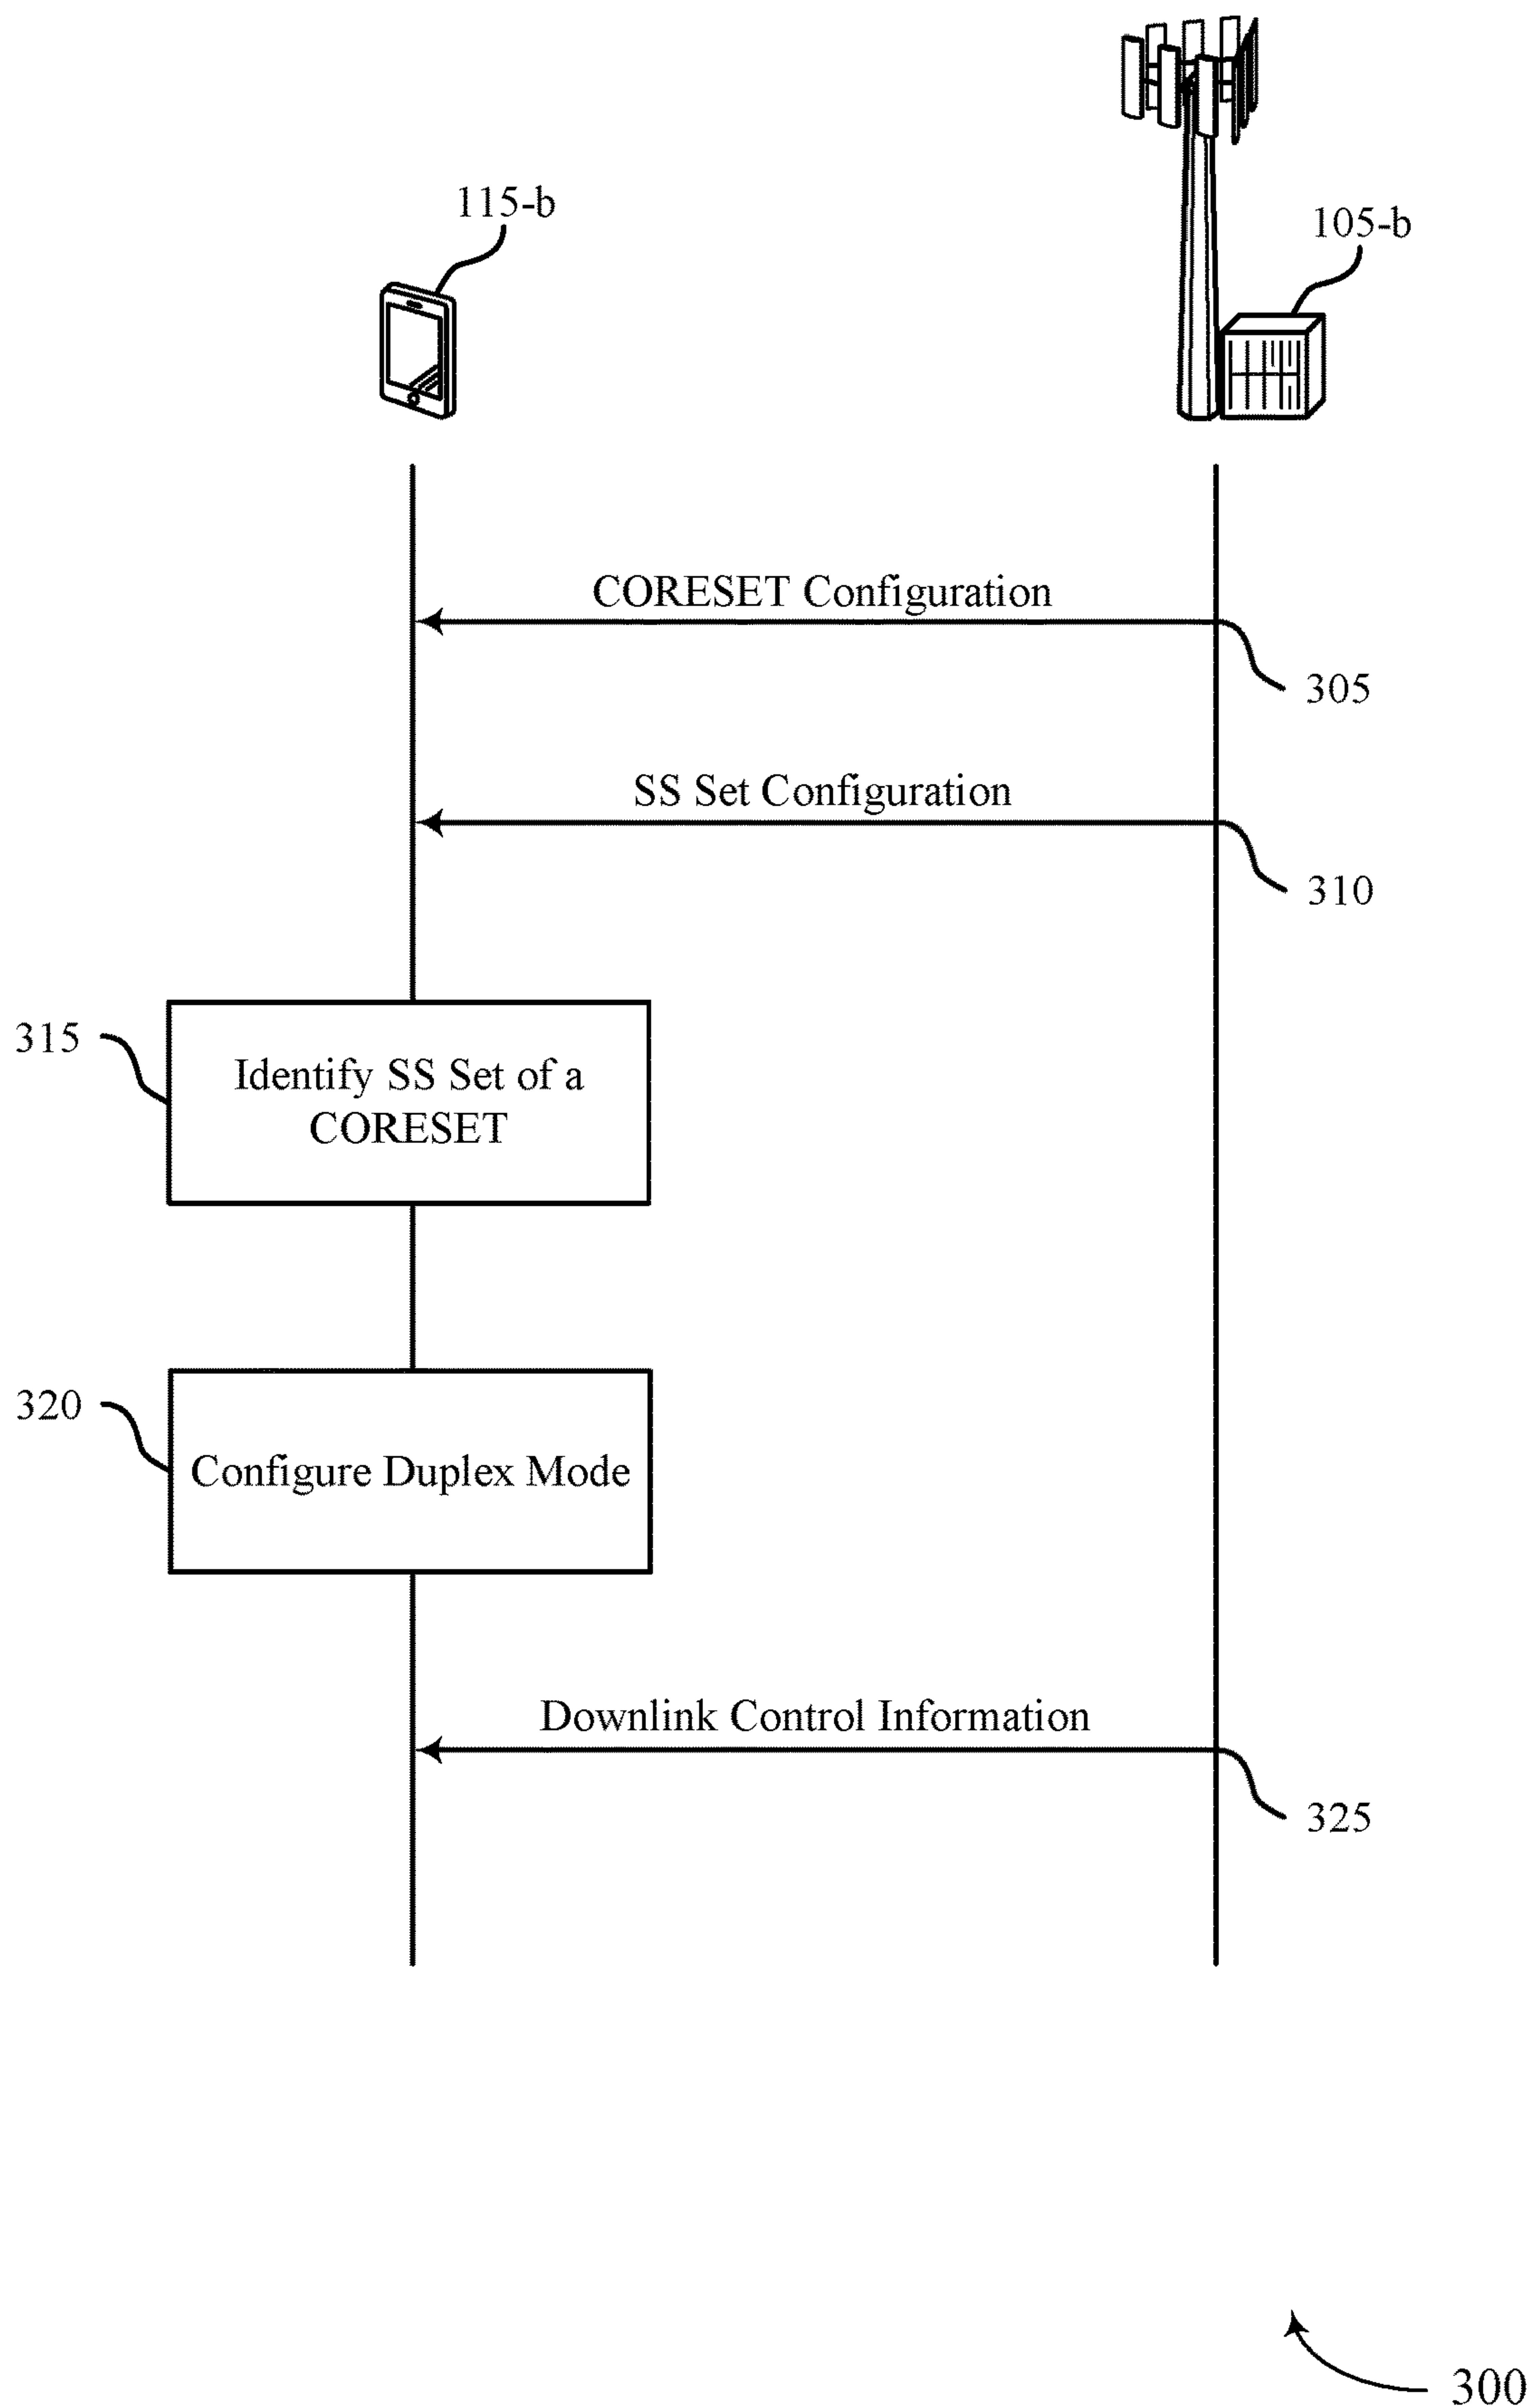 115-b
105-b
CORESET Configuration
305
SS Set Configuration
310
315
Identify SS Set of a
CORESET
320
Configure Duplex Mode
Downlink Control Information
325
300